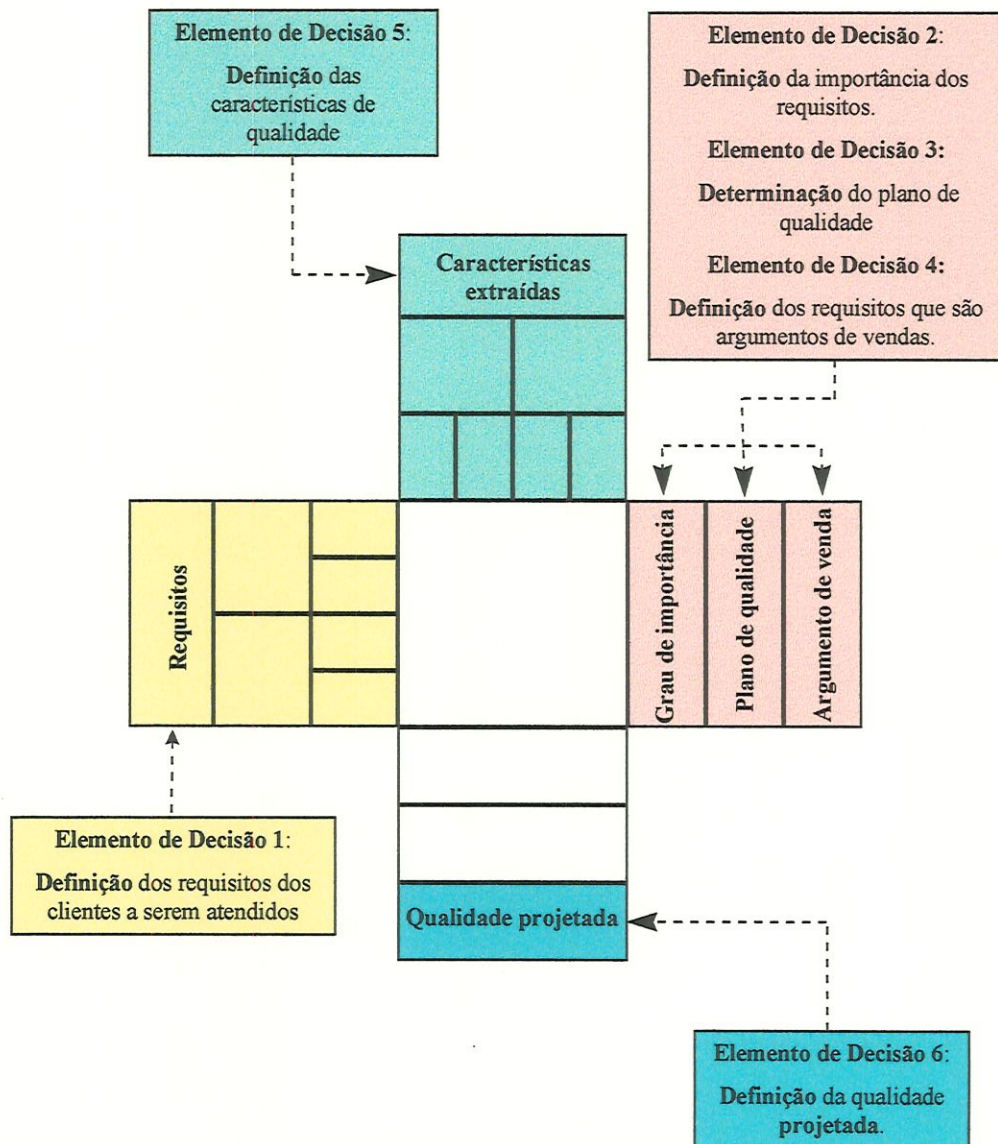 Elemento de Decisão 5:
Definição das
características de
qualidade
Elemento de Decisão 2:
Definição da importância dos
requisitos.
Elemento de Decisão 3:
Determinação do plano de
qualidade
Elemento de Decisão 4:
Definição dos requisitos que são
argumentos de vendas.
Características
extraídas
Requisitos
Grau de importância
Plano de qualidade
Argumento de venda
Elemento de Decisão 1:
Definição dos requisitos dos
clientes a serem atendidos
Qualidade projetada
Elemento de Decisão 6:
Definição da qualidade
projetada.